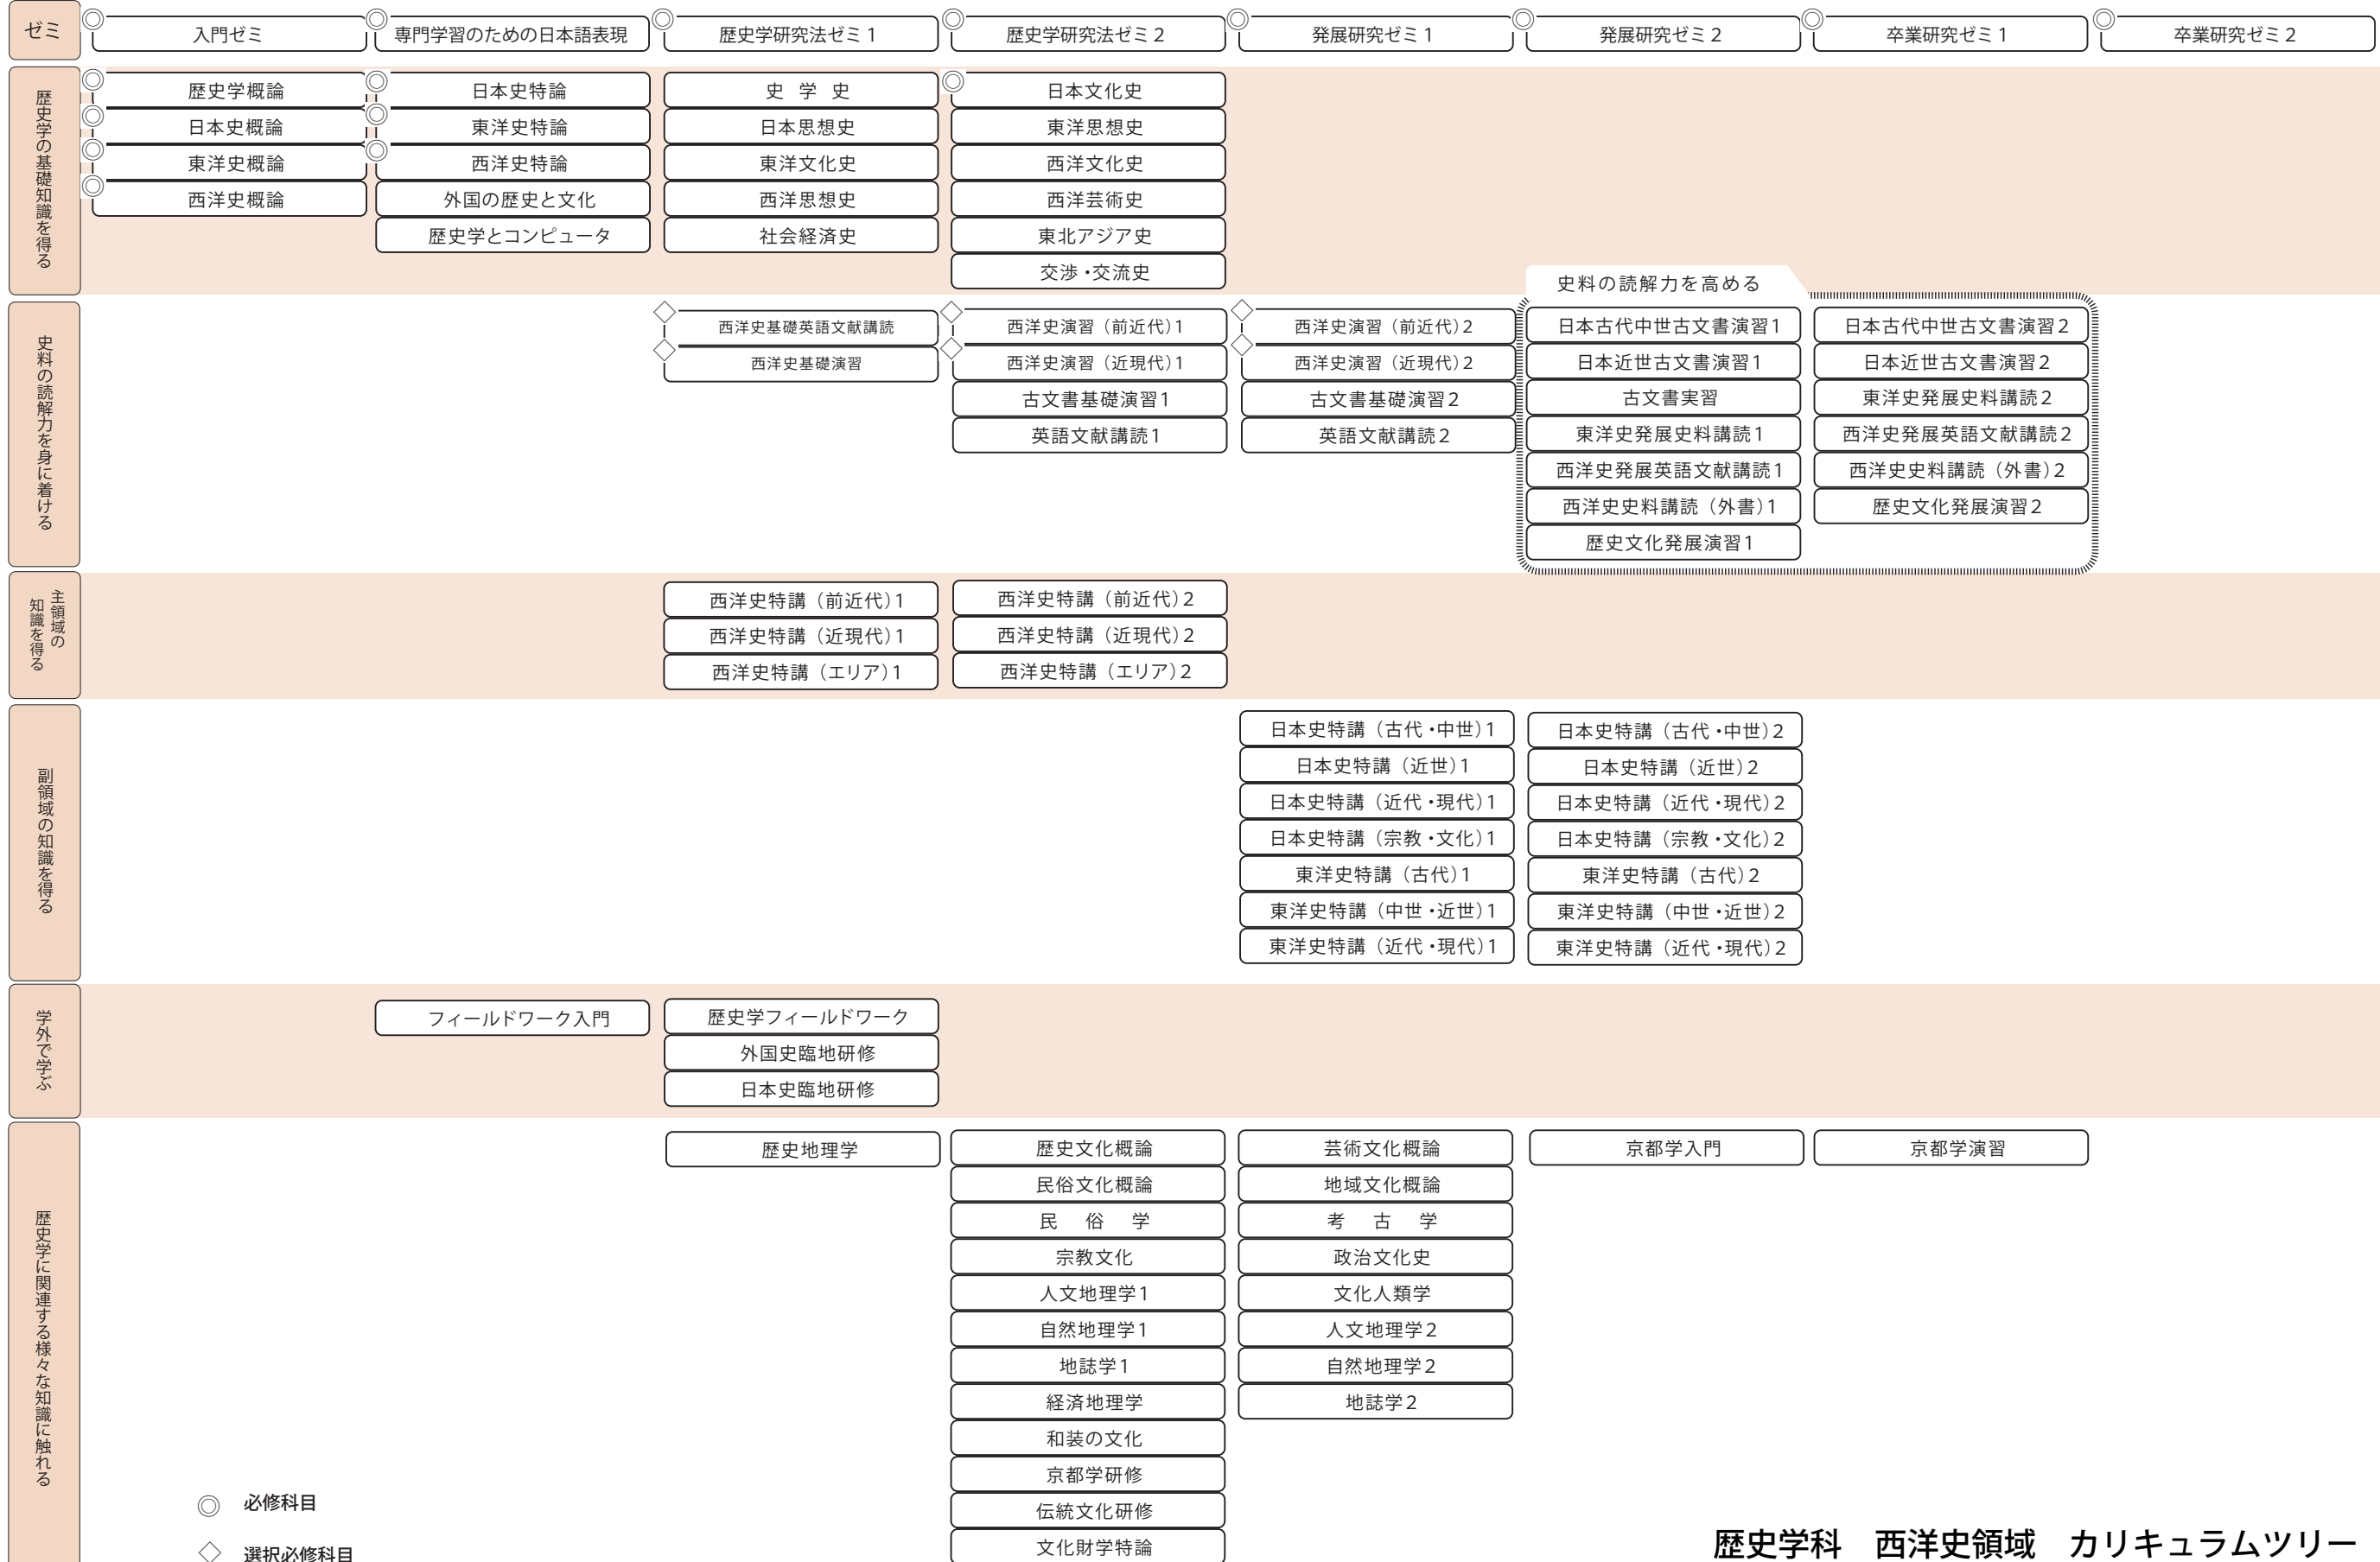 ゼミ
入門ゼミ
専門学習のための日本語表現
歴史学研究法ゼミ1
歴史学研究法ゼミ2
発展研究ゼミ1
発展研究ゼミ2
卒業研究ゼミ1
卒業研究ゼミ2
歴史学の基礎知識を得る
歴史学概論
日本史概論
東洋史概論
西洋史概論
日本史特論
東洋史特論
西洋史特論
外国の歴史と文化
歴史学とコンピュータ
史 学 史
日本思想史
東洋文化史
西洋思想史
社会経済史
日本文化史
東洋思想史
西洋文化史
西洋芸術史
東北アジア史
交渉・交流史
史料の読解力を身に着ける
西洋史基礎英語文献講読
西洋史基礎演習
西洋史演習(前近代)1
西洋史演習(近現代)1
古文書基礎演習1
英語文献講読1
西洋史演習(前近代)2
西洋史演習(近現代)2
古文書基礎演習2
英語文献講読2
史料の読解力を高める
日本古代中世古文書演習1
日本近世古文書演習1
古文書実習
東洋史発展史料講読1
西洋史発展英語文献講読1
西洋史史料講読(外書)1
歴史文化発展演習1
日本古代中世古文書演習2
日本近世古文書演習2
東洋史発展史料講読2
西洋史発展英語文献講読2
西洋史史料講読(外書)2
歴史文化発展演習2
主領域の
知識を得る
西洋史特講(前近代)1
西洋史特講(近現代)1
西洋史特講(エリア)1
西洋史特講(前近代)2
西洋史特講(近現代)2
西洋史特講(エリア)2
副領域の知識を得る
日本史特講(古代・中世)1
日本史特講(近世)1
日本史特講(近代・現代)1
日本史特講(宗教・文化)1
東洋史特講(古代)1
東洋史特講(中世・近世)1
東洋史特講(近代・現代)1
日本史特講(古代・中世)2
日本史特講(近世)2
日本史特講(近代・現代)2
日本史特講(宗教・文化)2
東洋史特講(古代)2
東洋史特講(中世・近世)2
東洋史特講(近代・現代)2
学外で学ぶ
フィールドワーク入門
歴史学フィールドワーク
外国史臨地研修
日本史臨地研修
歴史学に関連する様々な知識に触れる
歴史地理学
歴史文化概論
民俗文化概論
民 俗 学
宗教文化
人文地理学1
自然地理学1
地誌学1
経済地理学
和装の文化
京都学研修
伝統文化研修
文化財学特論
芸術文化概論
地域文化概論
考 古 学
政治文化史
文化人類学
人文地理学2
自然地理学2
地誌学2
京都学入門
京都学演習
◎ 必修科目
◇ 選択必修科目
歴史学科 西洋史領域 カリキュラムツリー